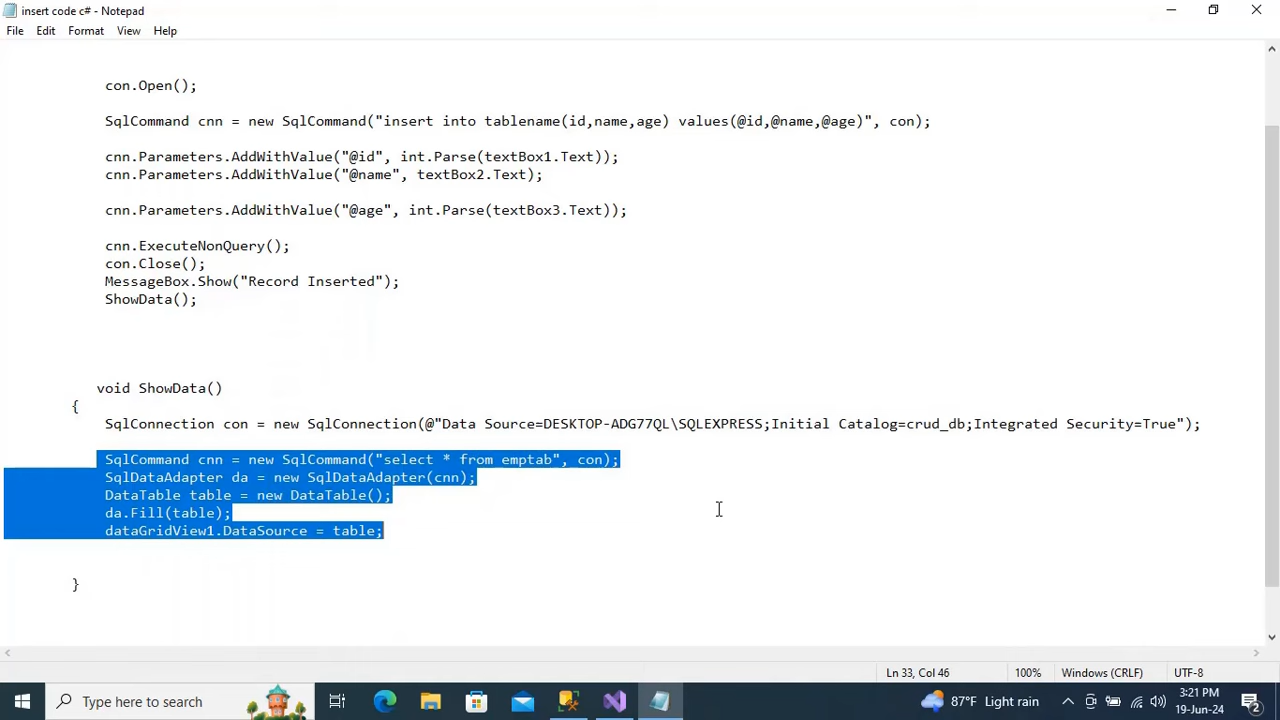 insert code c# - Notepad
File Edit Format View Help
con.Open();
SqlCommand cnn = new SqlCommand("insert into tablename(id,name,age) values(@id,@name,@age)", con);
cnn.Parameters.AddWithValue("@id", int.Parse(textBox1.Text));
cnn.Parameters.AddWithValue("@name", textBox2.Text);
cnn.Parameters.AddWithValue("@age", int.Parse(textBox3.Text));
cnn.ExecuteNonQuery();
con.Close();
MessageBox.Show("Record Inserted");
ShowData();
void ShowData()
{
SqlConnection con = new SqlConnection(@"Data Source=DESKTOP-ADG77QL\SQLEXPRESS;Initial Catalog=crud_db;Integrated Security=True");
SqlCommand cnn = new SqlCommand("select * from emptab", con);
SqlDataAdapter da = new SqlDataAdapter(cnn);
DataTable table = new DataTable();
da.Fill(table);
dataGridView1.DataSource = table;
}
Ln 33, Col 46 100% Windows (CRLF) UTF-8
Type here to search 87°F Light rain 3:21 PM
19-Jun-24 2